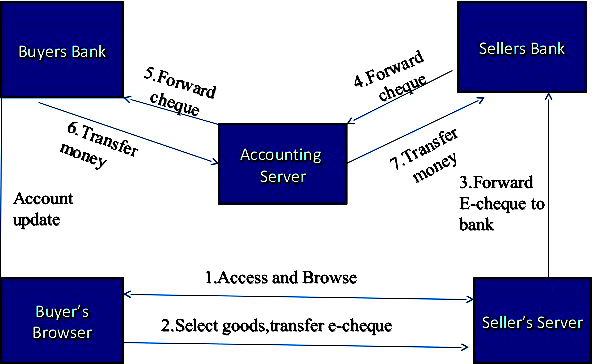 Buyers Bank
Sellers Bank
5.Forward
cheque
4.Forward
cheque
6.Transfer
money
Accounting
Server
7.Transfer
money
3.Forward
E-cheque to
bank
Account
update
1.Access and Browse
Buyer's
Browser
2.Select goods,transfer e-cheque
Seller's Server